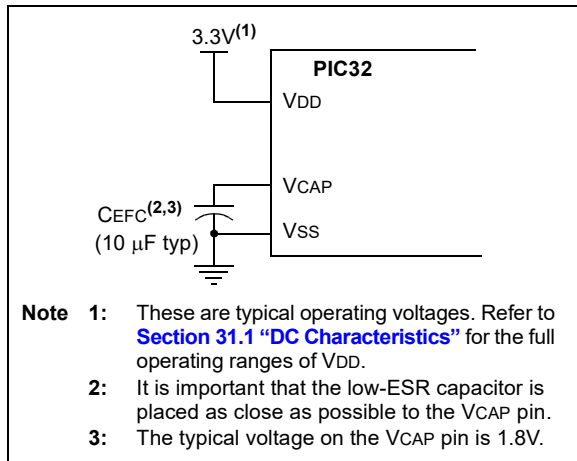 3.3V(1)
PIC32
VDD
VCAP
CEFC(2,3)
(10 μF typ)
VSS
Note 1: These are typical operating voltages. Refer to
Section 31.1 “DC Characteristics” for the full
operating ranges of VDD.
2: It is important that the low-ESR capacitor is
placed as close as possible to the VCAP pin.
3: The typical voltage on the VCAP pin is 1.8V.